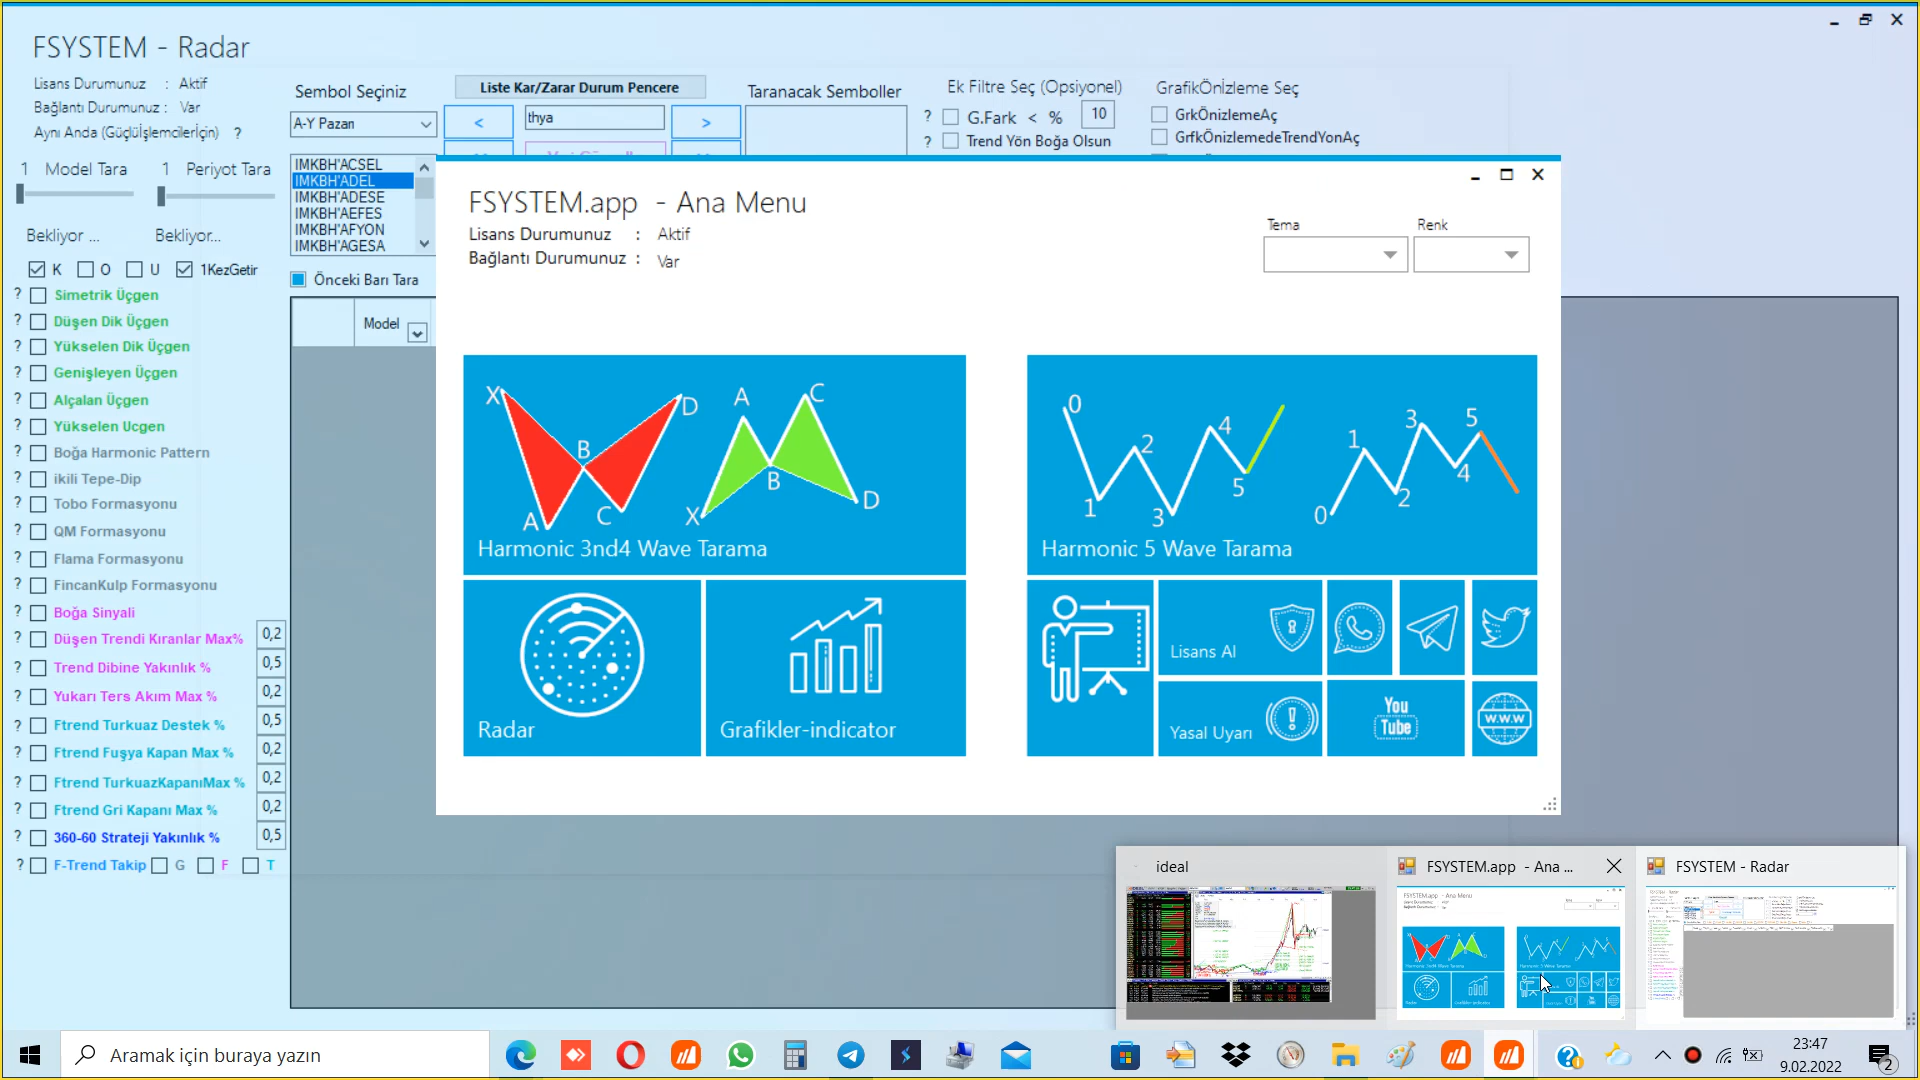 FSYSTEM - Radar
Lisans Durumunuz : Aktif
Bağlantı Durumunuz : Var
Aynı Anda (Güçlüİşlemcilerİçin) ?
1 Model Tara 1 Periyot Tara
Bekliyor ... Bekliyor...
K O U 1KezGetir
? Simetrik Üçgen
? Düşen Dik Üçgen
? Yükselen Dik Üçgen
? Genişleyen Üçgen
? Alçalan Üçgen
? Yükselen Ucgen
? Boğa Harmonic Pattern
? ikili Tepe-Dip
? Tobo Formasyonu
? QM Formasyonu
? Flama Formasyonu
? FincanKulp Formasyonu
? Boğa Sinyali
? Düşen Trendi Kıranlar Max% 0,2
? Trend Dibine Yakınlık % 0,5
? Yukarı Ters Akım Max % 0,2
? Ftrend Turkuaz Destek % 0,5
? Ftrend Fuşya Kapan Max % 0,2
? Ftrend TurkuazKapanıMax % 0,2
? Ftrend Gri Kapanı Max % 0,2
? 360-60 Strateji Yakınlık % 0,5
? F-Trend Takip G F T
Sembol Seçiniz
A-Y Pazarı
IMKBH'ACSEL
IMKBH'ADEL
IMKBH'ADESE
IMKBH'AEFES
IMKBH'AFYON
IMKBH'AGESA
Önceki Barı Tara
Model
Liste Kar/Zarar Durum Pencere
< thya >
Taranacak Semboller
Ek Filtre Seç (Opsiyonel)
? G.Fark < % 10
? Trend Yön Boğa Olsun
GrafikÖnİzleme Seç
GrkÖnizlemeAç
GrfkÖnizlemedeTrendYonAç
FSYSTEM.app - Ana Menu
Lisans Durumunuz : Aktif
Bağlantı Durumunuz : Var
Tema
Renk
X A B C D
X A B C D
Harmonic 3nd4 Wave Tarama
0 1 2 3 4 5
0 1 2 3 4 5
Harmonic 5 Wave Tarama
Radar
Grafikler-indicator
Lisans Al
Yasal Uyarı
You
Tube
W.W.W
ideal
FSYSTEM.app - Ana ...
FSYSTEM - Radar
Aramak için buraya yazın
23:47
9.02.2022
2